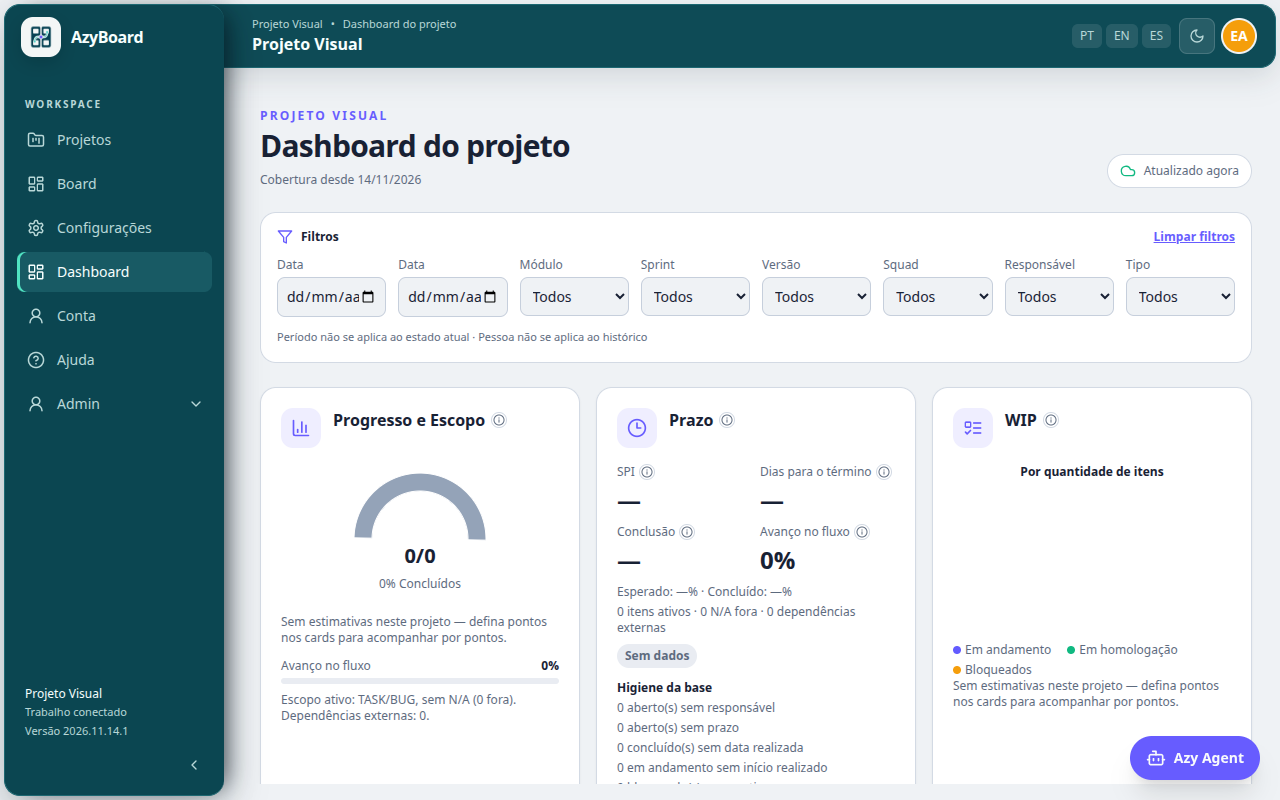 AzyBoard
Projeto Visual • Dashboard do projeto
Projeto Visual
PT EN ES
EA
WORKSPACE
Projetos
Board
Configurações
Dashboard
Conta
Ajuda
Admin
Projeto Visual
Trabalho conectado
Versão 2026.11.14.1
PROJETO VISUAL
Dashboard do projeto
Cobertura desde 14/11/2026
Atualizado agora
Filtros
Limpar filtros
Data Data Módulo Sprint Versão Squad Responsável Tipo
dd/mm/aa dd/mm/aa Todos Todos Todos Todos Todos Todos
Período não se aplica ao estado atual · Pessoa não se aplica ao histórico
Progresso e Escopo
0/0
0% Concluídos
Sem estimativas neste projeto — defina pontos
nos cards para acompanhar por pontos.
Avanço no fluxo 0%
Escopo ativo: TASK/BUG, sem N/A (0 fora).
Dependências externas: 0.
Prazo
SPI Dias para o término
— —
Conclusão Avanço no fluxo
— 0%
Esperado: —% · Concluído: —%
0 itens ativos · 0 N/A fora · 0 dependências
externas
Sem dados
Higiene da base
0 aberto(s) sem responsável
0 aberto(s) sem prazo
0 concluído(s) sem data realizada
0 em andamento sem início realizado
WIP
Por quantidade de itens
Em andamento Em homologação
Bloqueados
Sem estimativas neste projeto — defina pontos
nos cards para acompanhar por pontos.
Azy Agent